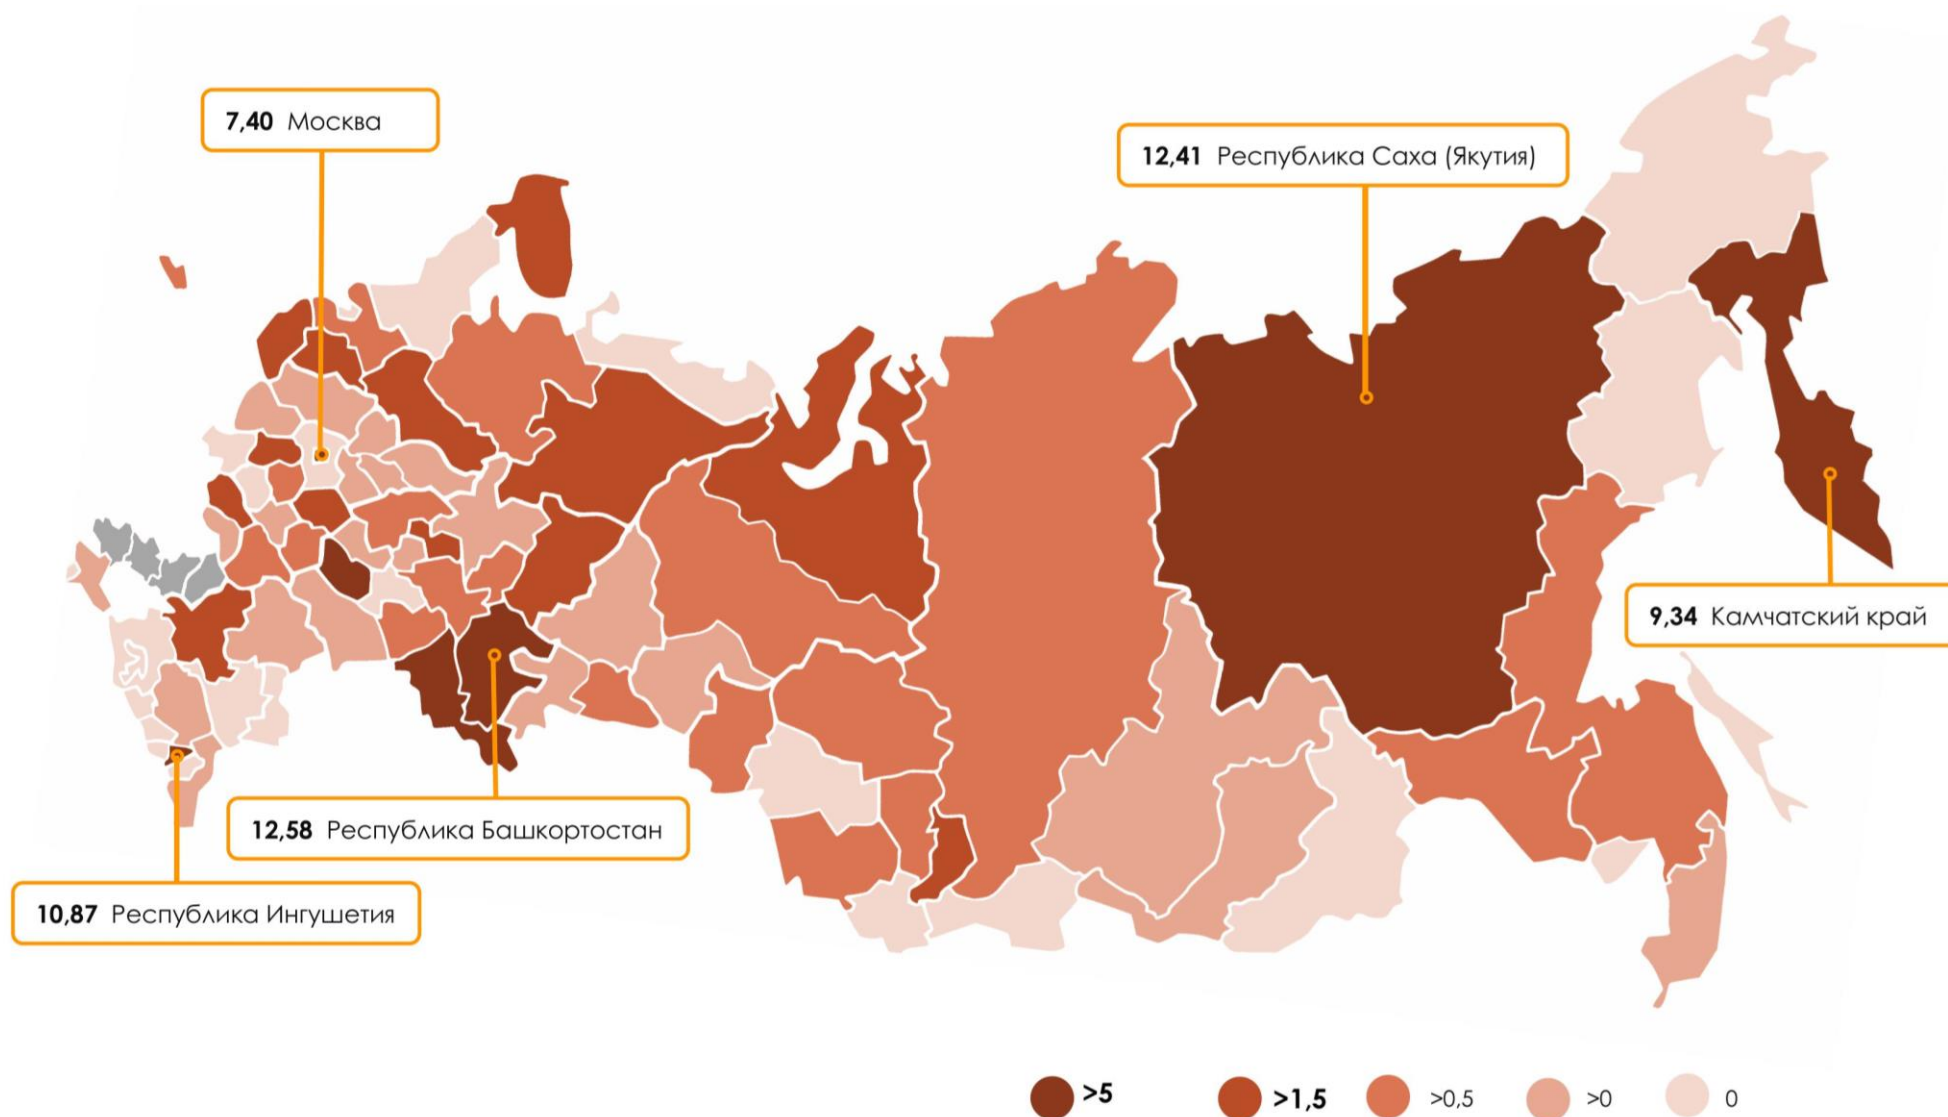 7,40 Москва
12,41 Республика Саха (Якутия)
9,34 Камчатский край
12,58 Республика Башкортостан
10,87 Республика Ингушетия
>5 >1,5 >0,5 >0 0